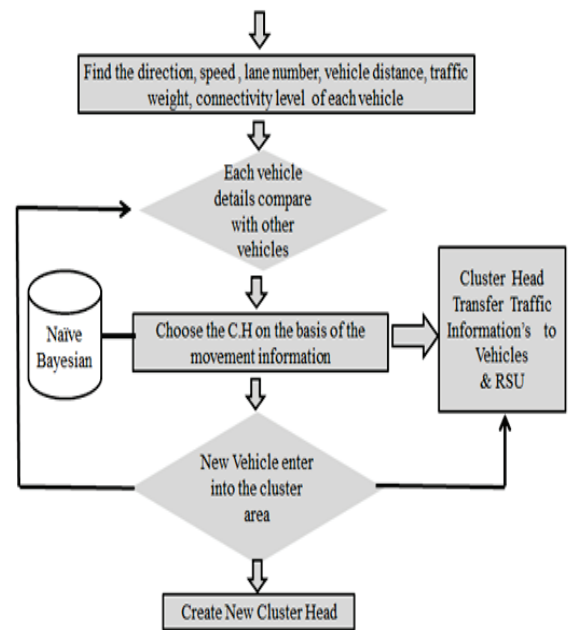 Find the direction, speed , lane number, vehicle distance, traffic
weight, connectivity level of each vehicle
Each vehicle
details compare
with other
vehicles
Naïve
Bayesian
Choose the C.H on the basis of the
movement information
Cluster Head
Transfer Traffic
Information's to
Vehicles
& RSU
New Vehicle enter
into the cluster
area
Create New Cluster Head